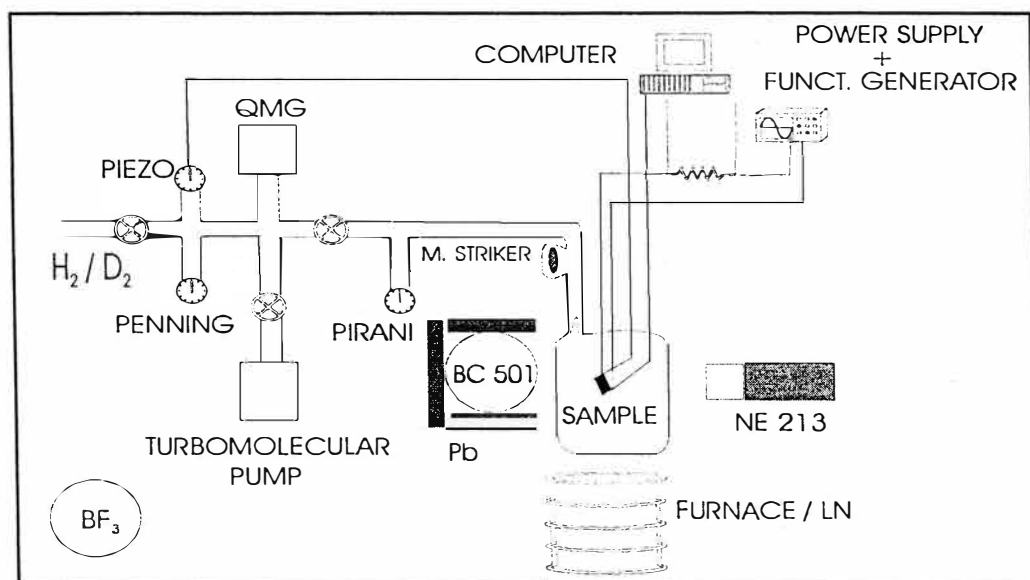 COMPUTER
POWER SUPPLY
+
FUNCT. GENERATOR
QMG
PIEZO
H₂/D₂
M. STRIKER
PENNING
PIRANI
BC 501
SAMPLE
NE 213
Pb
TURBOMOLECULAR
PUMP
BF₃
FURNACE / LN